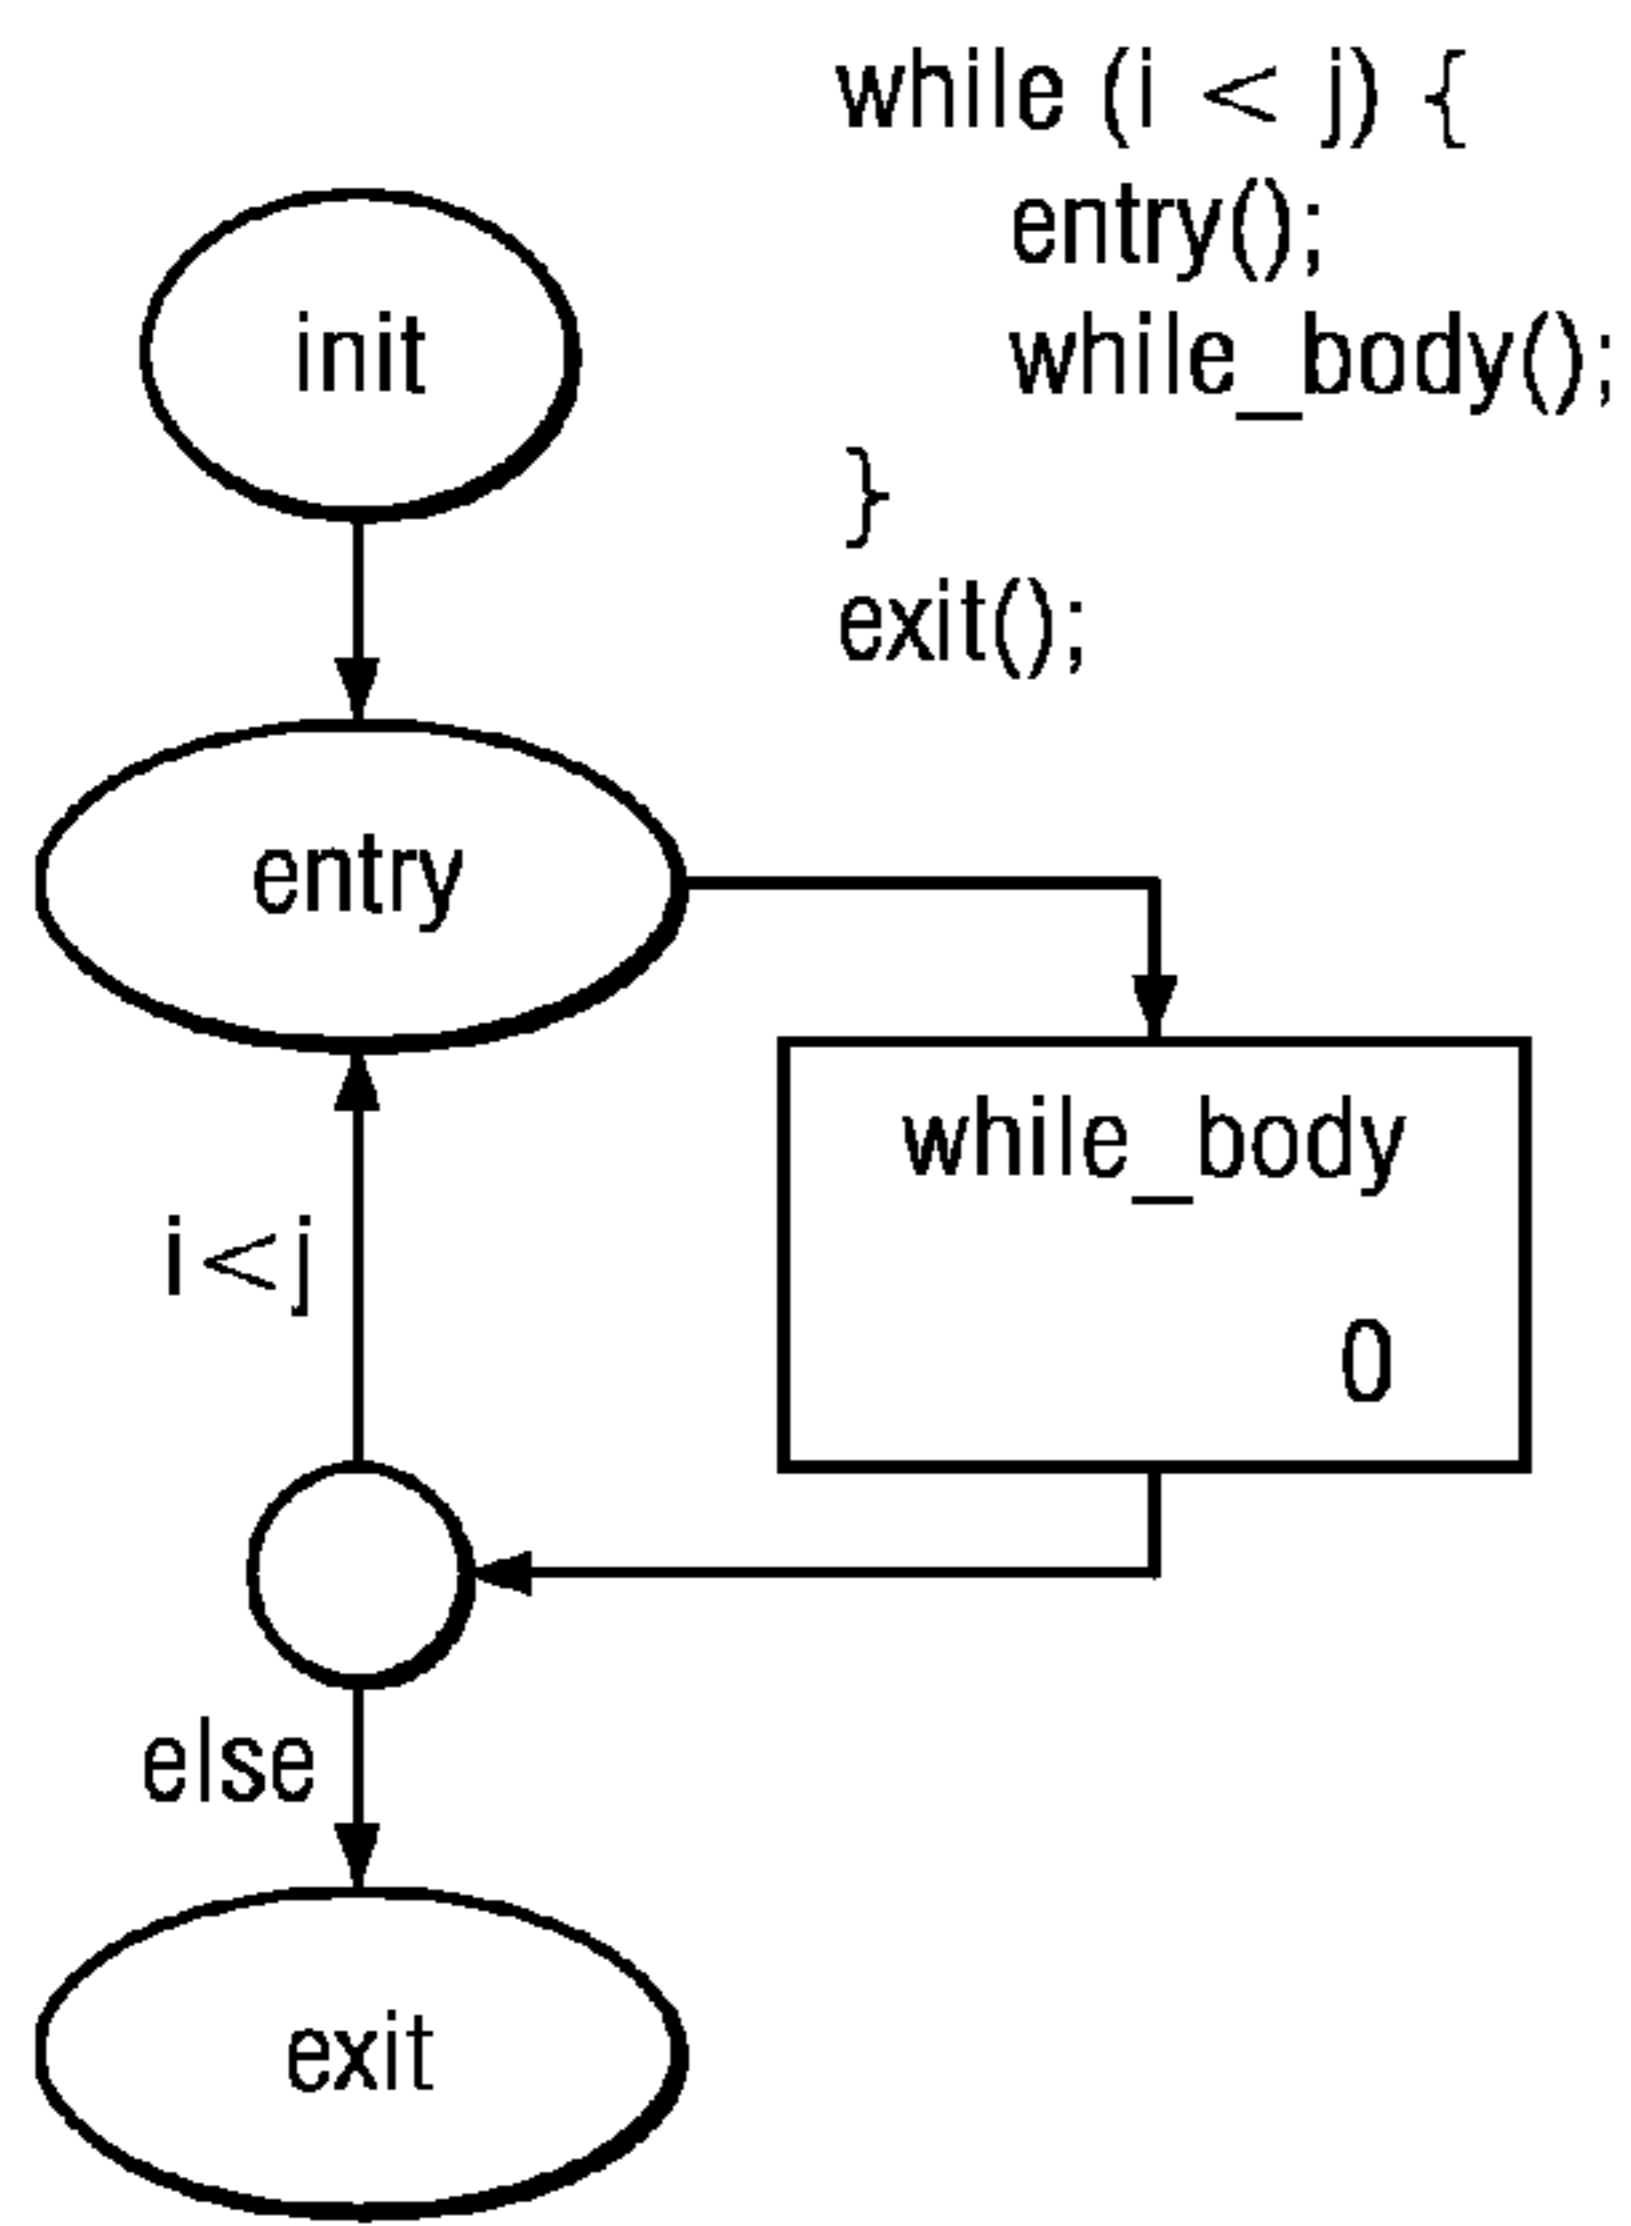 while (i < j) {
entry();
while_body();
}
exit();
init
entry
while_body
0
i<j
else
exit